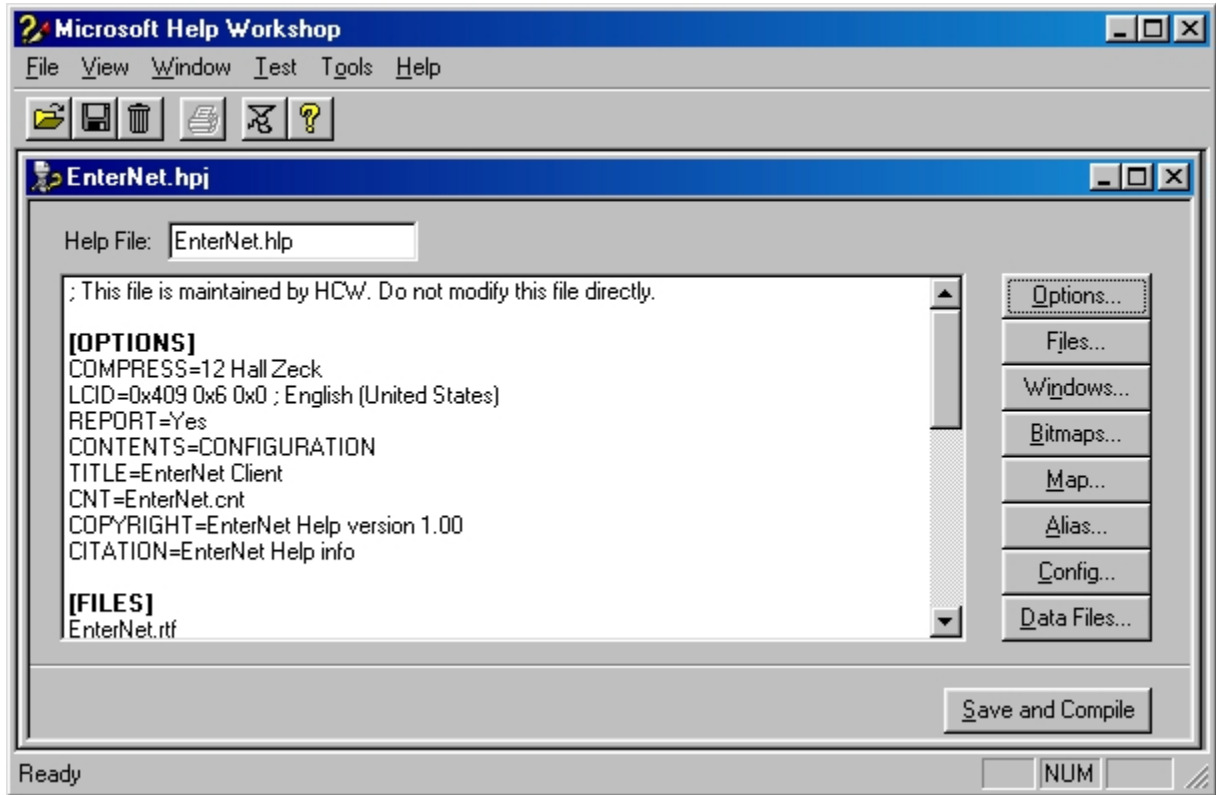 Microsoft Help Workshop
File View Window Test Tools Help
EnterNet.hpj
Help File: EnterNet.hlp
; This file is maintained by HCW. Do not modify this file directly.
[OPTIONS]
COMPRESS=12 Hall Zeck
LCID=0x409 0x6 0x0 ; English (United States)
REPORT=Yes
CONTENTS=CONFIGURATION
TITLE=EnterNet Client
CNT=EnterNet.cnt
COPYRIGHT=EnterNet Help version 1.00
CITATION=EnterNet Help info
[FILES]
EnterNet.rtf
Options...
Files...
Windows...
Bitmaps...
Map...
Alias...
Config...
Data Files...
Save and Compile
Ready NUM